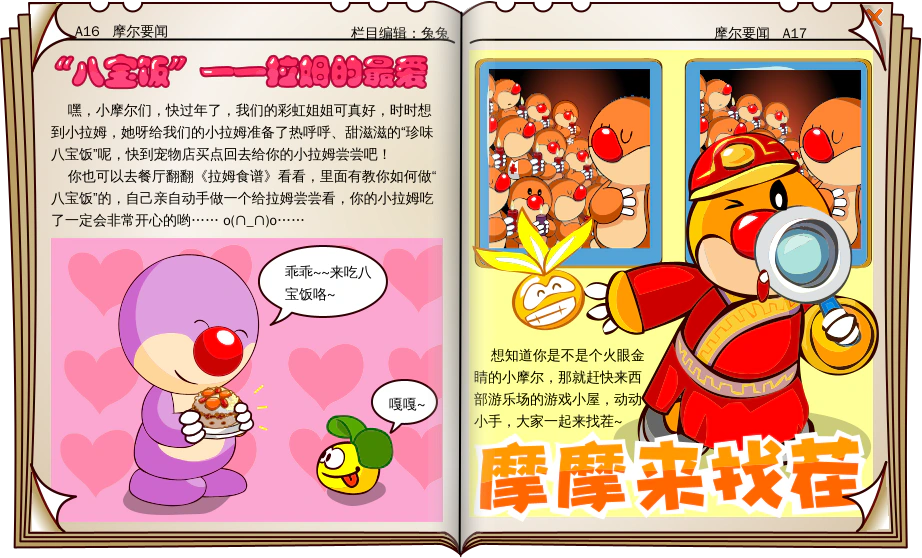 A16 摩尔要闻
栏目编辑：兔兔
“八宝饭”——拉姆的最爱
嘿，小摩尔们，快过年了，我们的彩虹姐姐可真好，时时想
到小拉姆，她呀给我们的小拉姆准备了热呼呼、甜滋滋的“珍味
八宝饭”呢，快到宠物店买点回去给你的小拉姆尝尝吧！
你也可以去餐厅翻翻《拉姆食谱》看看，里面有教你如何做“
八宝饭”的，自己亲自动手做一个给拉姆尝尝看，你的小拉姆吃
了一定会非常开心的哟…… o(∩_∩)o……
乖乖~~来吃八
宝饭咯~
嘎嘎~
摩尔要闻 A17
想知道你是不是个火眼金
睛的小摩尔，那就赶快来西
部游乐场的游戏小屋，动动
小手，大家一起来找茬~
摩摩来找茬